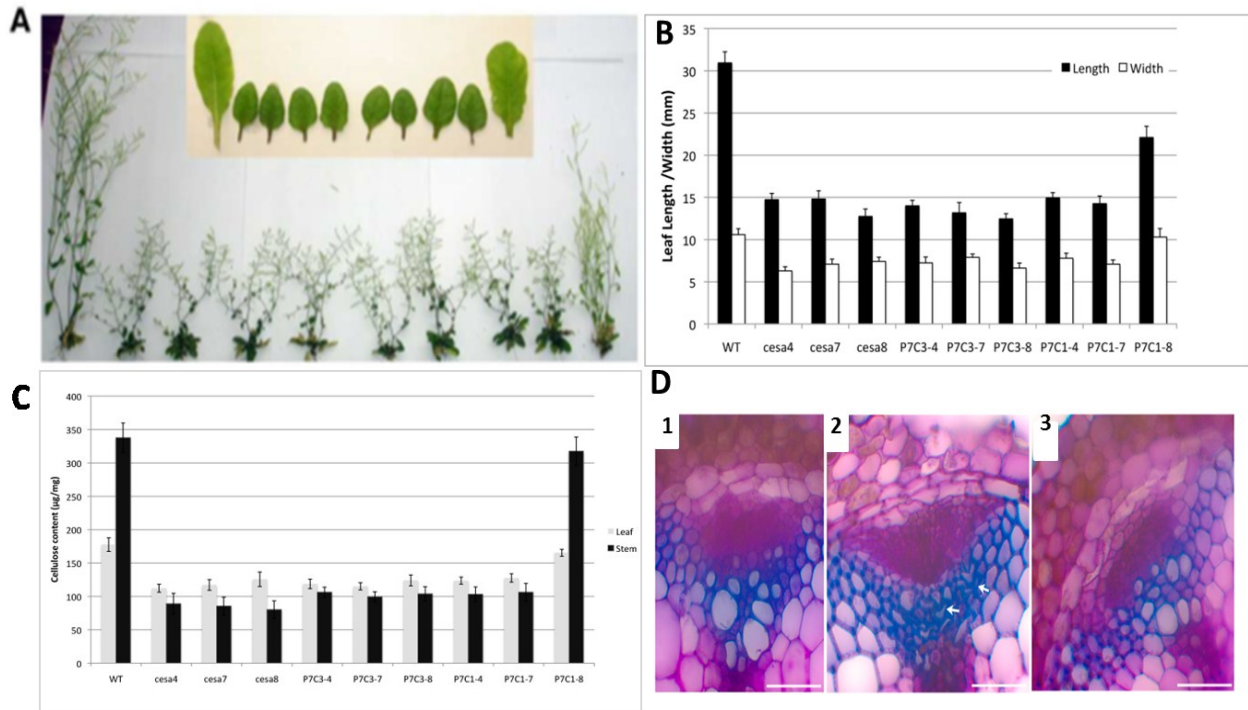 A
B
35
30
25
20
15
10
5
0
Leaf Length /Width (mm)
Length
Width
WT cesa4 cesa7 cesa8 P7C3-4 P7C3-7 P7C3-8 P7C1-4 P7C1-7 P7C1-8
C
400
350
300
250
200
150
100
50
0
Cellulose content (µg/mg)
Leaf
Stem
WT cesa4 cesa7 cesa8 P7C3-4 P7C3-7 P7C3-8 P7C1-4 P7C1-7 P7C1-8
D
1 2 3